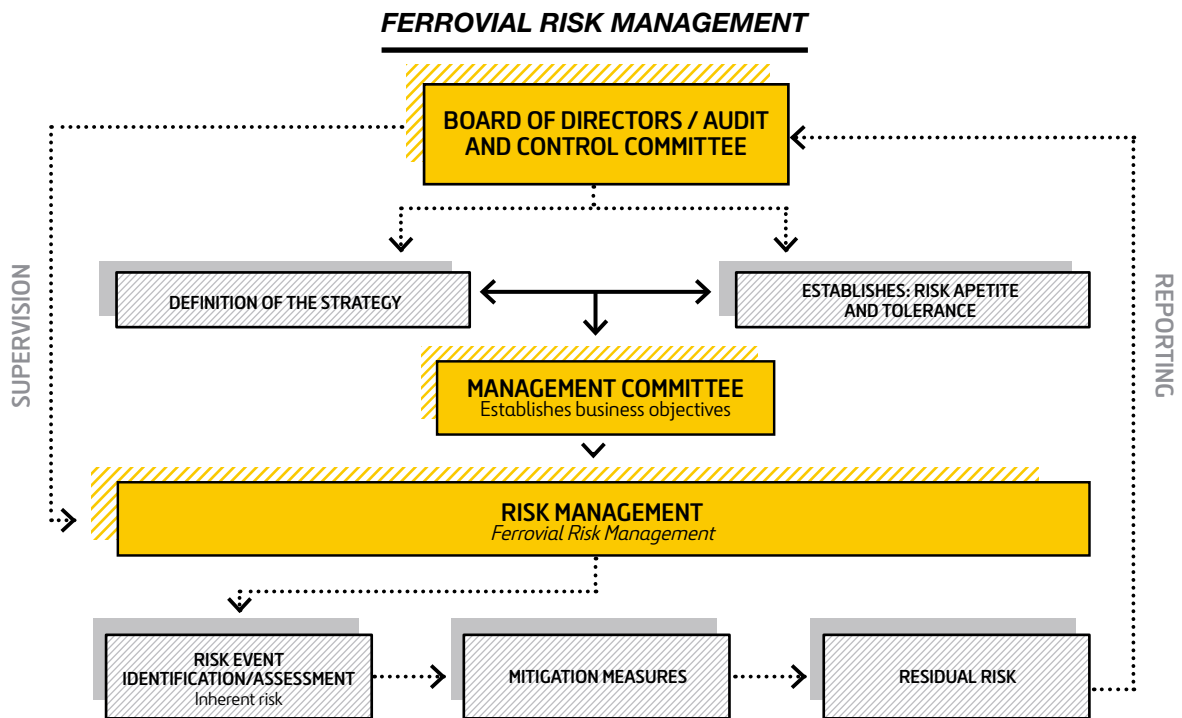 FERROVIAL RISK MANAGEMENT
BOARD OF DIRECTORS / AUDIT
AND CONTROL COMMITTEE
SUPERVISION
REPORTING
DEFINITION OF THE STRATEGY
ESTABLISHES: RISK APETITE
AND TOLERANCE
MANAGEMENT COMMITTEE
Establishes business objectives
RISK MANAGEMENT
Ferrovial Risk Management
RISK EVENT
IDENTIFICATION/ASSESSMENT
Inherent risk
MITIGATION MEASURES
RESIDUAL RISK